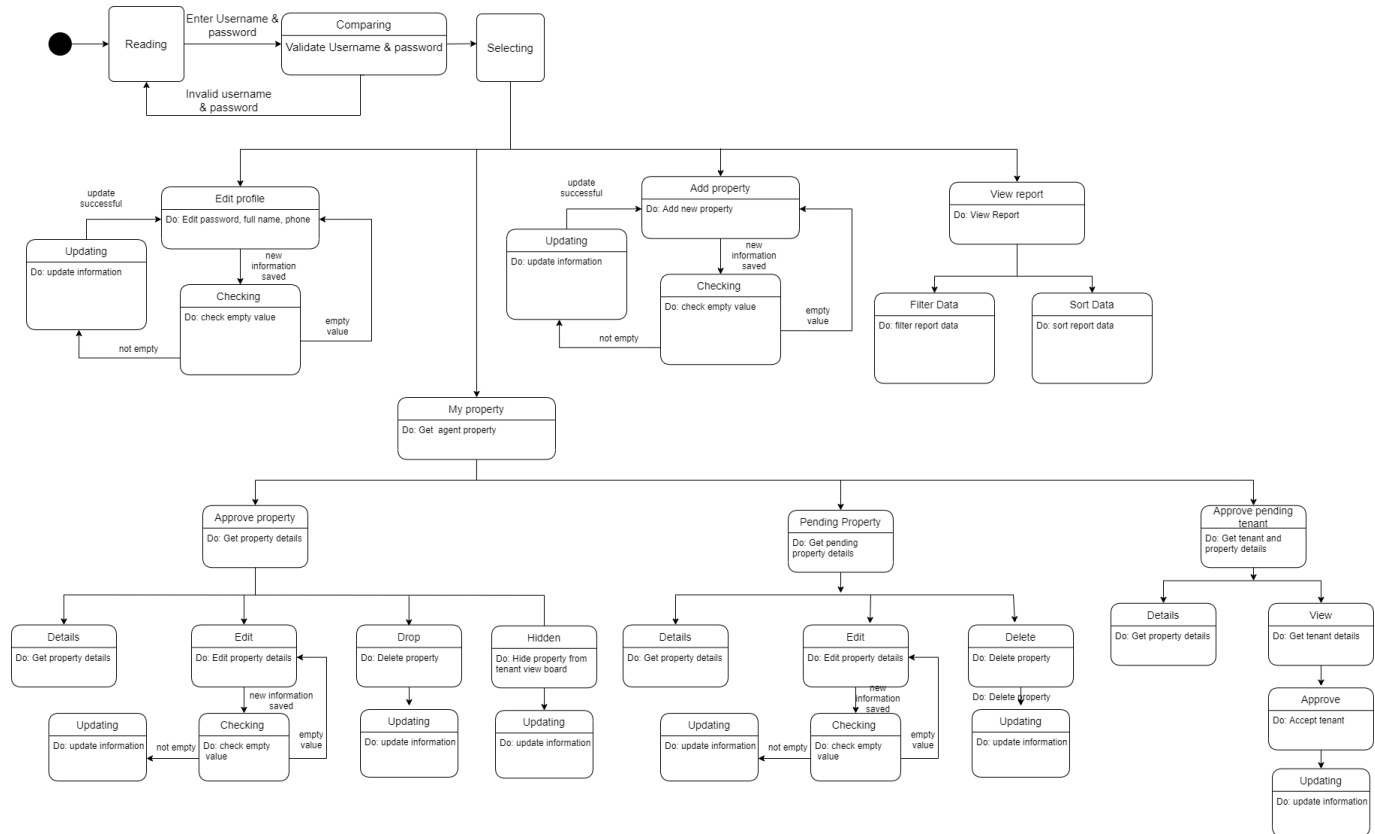 Reading
Enter Username &
password
Comparing
Validate Username & password
Selecting
Invalid username
& password
Edit profile
Do: Edit password, full name, phone
update
successful
Updating
Do: update information
new
information
saved
Checking
Do: check empty value
empty
value
not empty
Add property
Do: Add new property
update
successful
Updating
Do: update information
new
information
saved
Checking
Do: check empty value
empty
value
not empty
View report
Do: View Report
Filter Data
Do: filter report data
Sort Data
Do: sort report data
My property
Do: Get agent property
Approve property
Do: Get property details
Pending Property
Do: Get pending
property details
Approve pending
tenant
Do: Get tenant and
property details
Details
Do: Get property details
Edit
Do: Edit property details
Drop
Do: Delete property
Hidden
Do: Hide property from
tenant view board
new information
saved
Updating
Do: update information
not empty
Checking
Do: check empty
value
empty
value
Updating
Do: update information
Updating
Do: update information
Details
Do: Get property details
Edit
Do: Edit property details
Delete
Do: Delete property
new
information
saved
Do: Delete property
Updating
Do: update information
not empty
Checking
Do: check empty
value
empty
value
Updating
Do: update information
Details
Do: Get property details
View
Do: Get tenant details
Approve
Do: Accept tenant
Updating
Do: update information